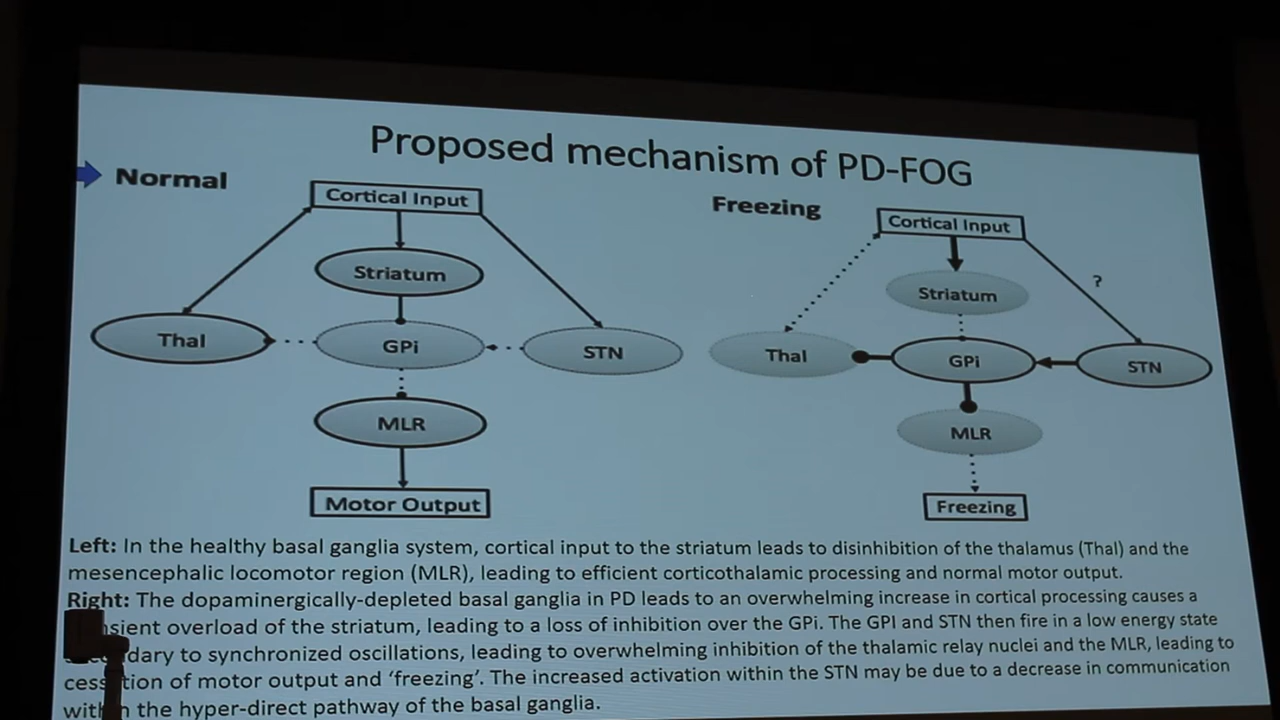 Proposed mechanism of PD-FOG
Normal
Cortical Input
Striatum
Thal
GPi
STN
MLR
Motor Output
Freezing
Cortical Input
?
Striatum
Thal
GPi
STN
MLR
Freezing
Left: In the healthy basal ganglia system, cortical input to the striatum leads to disinhibition of the thalamus (Thal) and the
mesencephalic locomotor region (MLR), leading to efficient corticothalamic processing and normal motor output.
Right: The dopaminergically-depleted basal ganglia in PD leads to an overwhelming increase in cortical processing causes a
nsient overload of the striatum, leading to a loss of inhibition over the GPi. The GPI and STN then fire in a low energy state
dary to synchronized oscillations, leading to overwhelming inhibition of the thalamic relay nuclei and the MLR, leading to
cess tion of motor output and ‘freezing’. The increased activation within the STN may be due to a decrease in communication
with n the hyper-direct pathway of the basal ganglia.